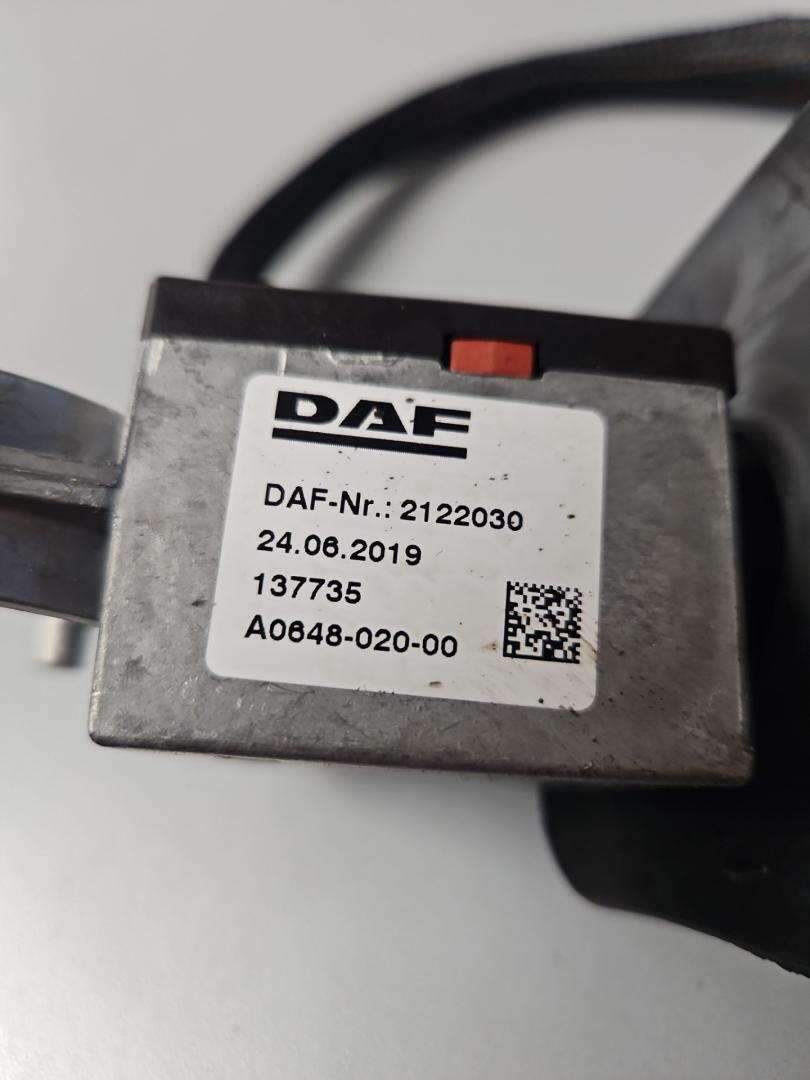 DAF
DAF-Nr.: 2122030
24.06.2019
137735
A0648-020-00